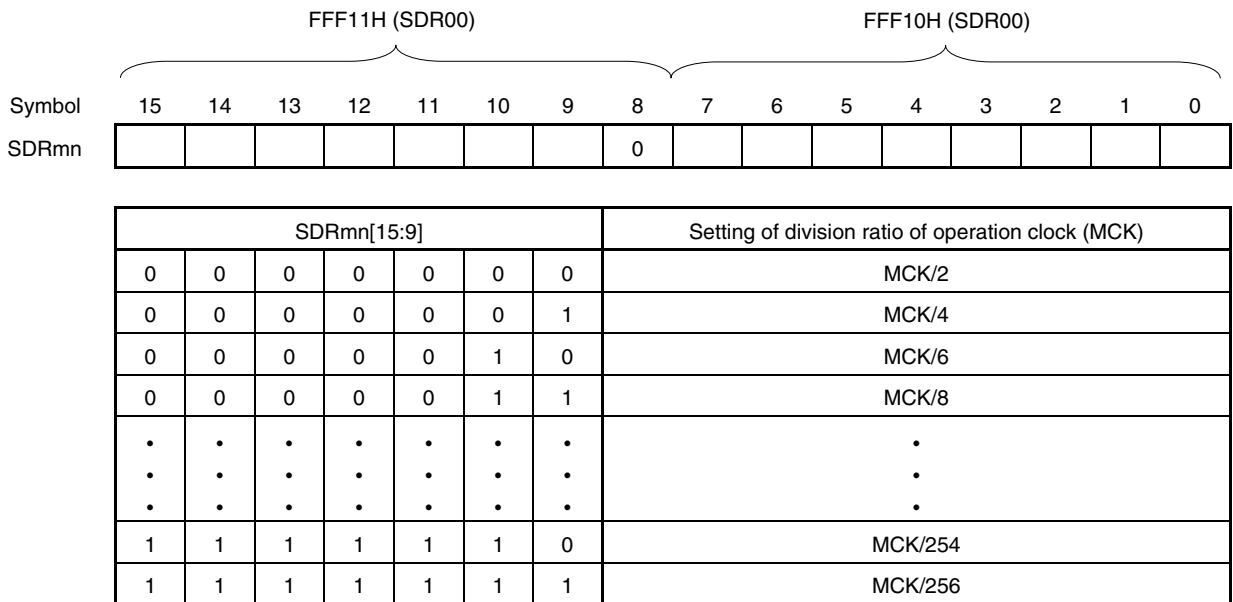 FFF11H (SDR00) FFF10H (SDR00)
Symbol 15 14 13 12 11 10 9 8 7 6 5 4 3 2 1 0
SDRmn 0
SDRmn[15:9] Setting of division ratio of operation clock (MCK)
0 0 0 0 0 0 0 MCK/2
0 0 0 0 0 0 1 MCK/4
0 0 0 0 0 1 0 MCK/6
0 0 0 0 0 1 1 MCK/8
• • • • • • • •
• • • • • • • •
• • • • • • • •
1 1 1 1 1 1 0 MCK/254
1 1 1 1 1 1 1 MCK/256